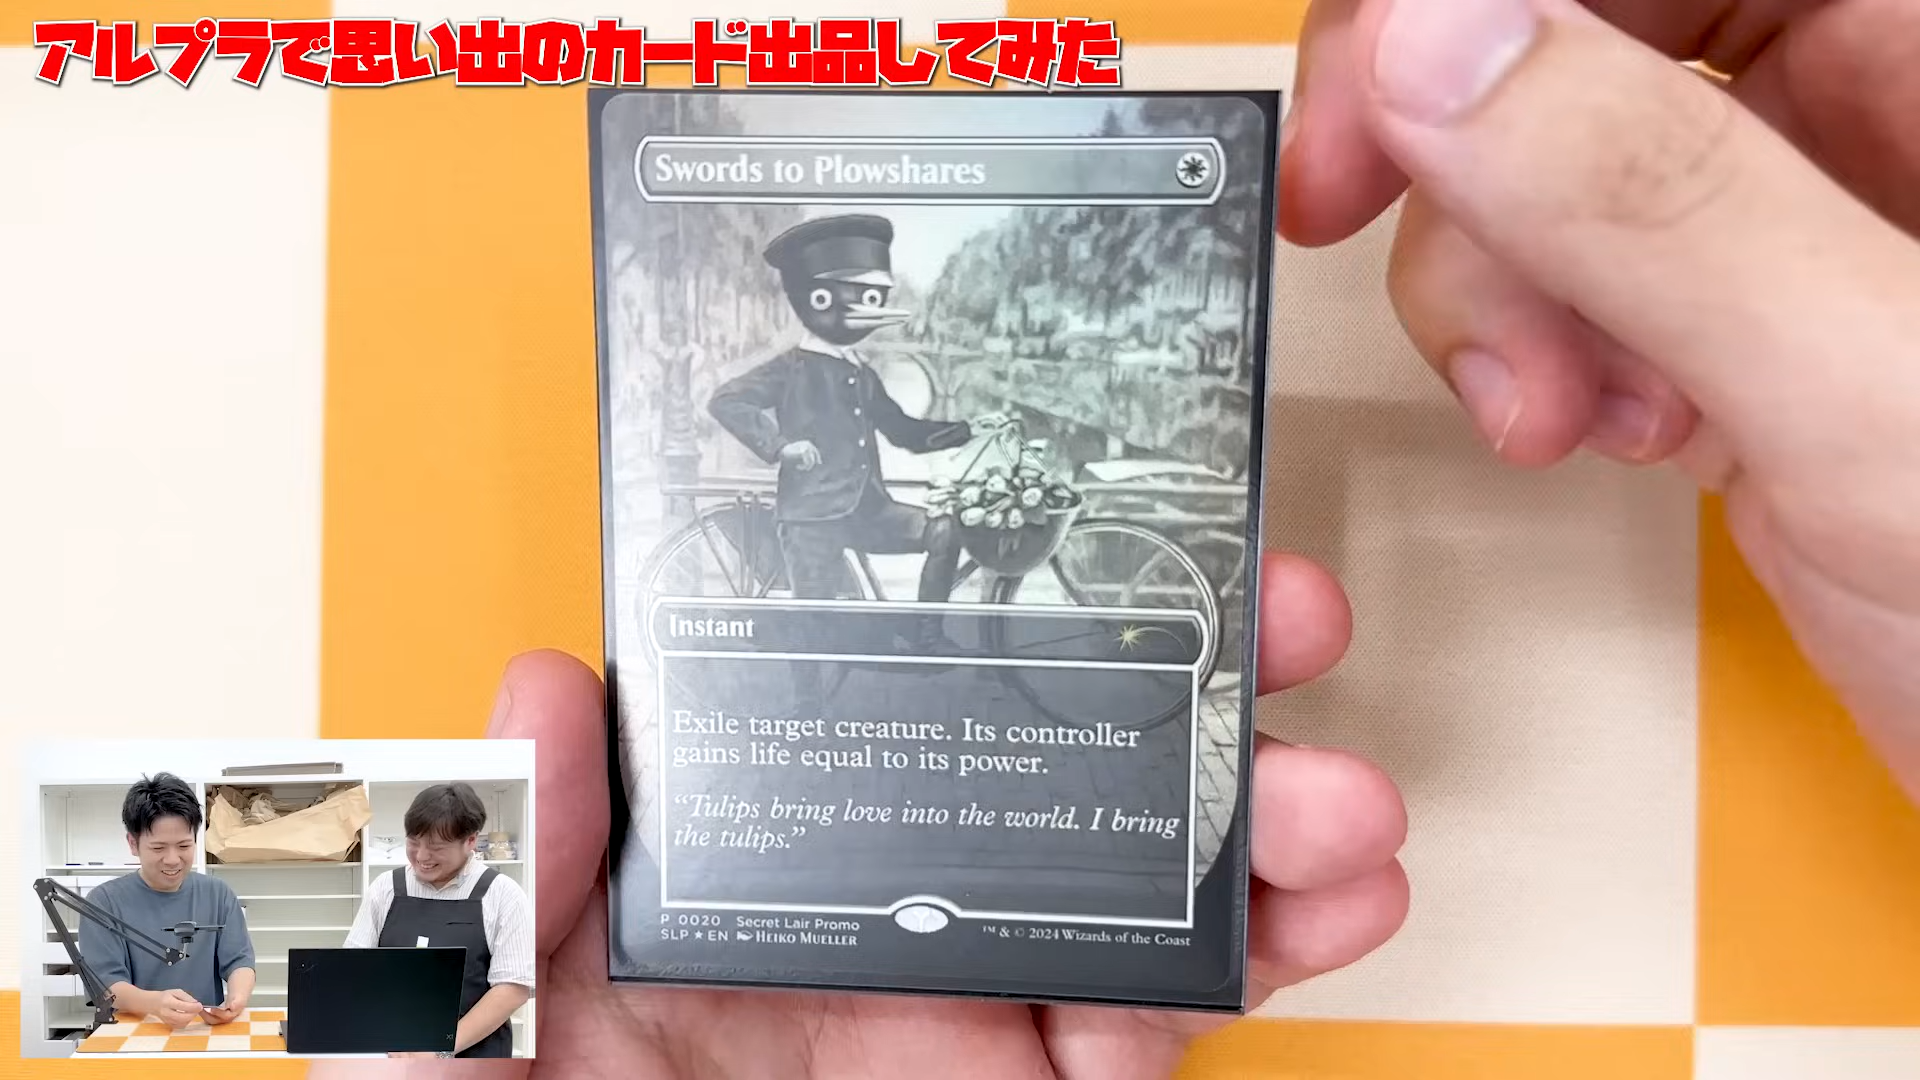 アルプラで思い出のカード出品してみた
Swords to Plowshares
Instant
Exile target creature. Its controller
gains life equal to its power.
“Tulips bring love into the world. I bring
the tulips.”
P 0020 Secret Lair Promo
SLP ★ EN HEIKO MUELLER
™ & © 2024 Wizards of the Coast